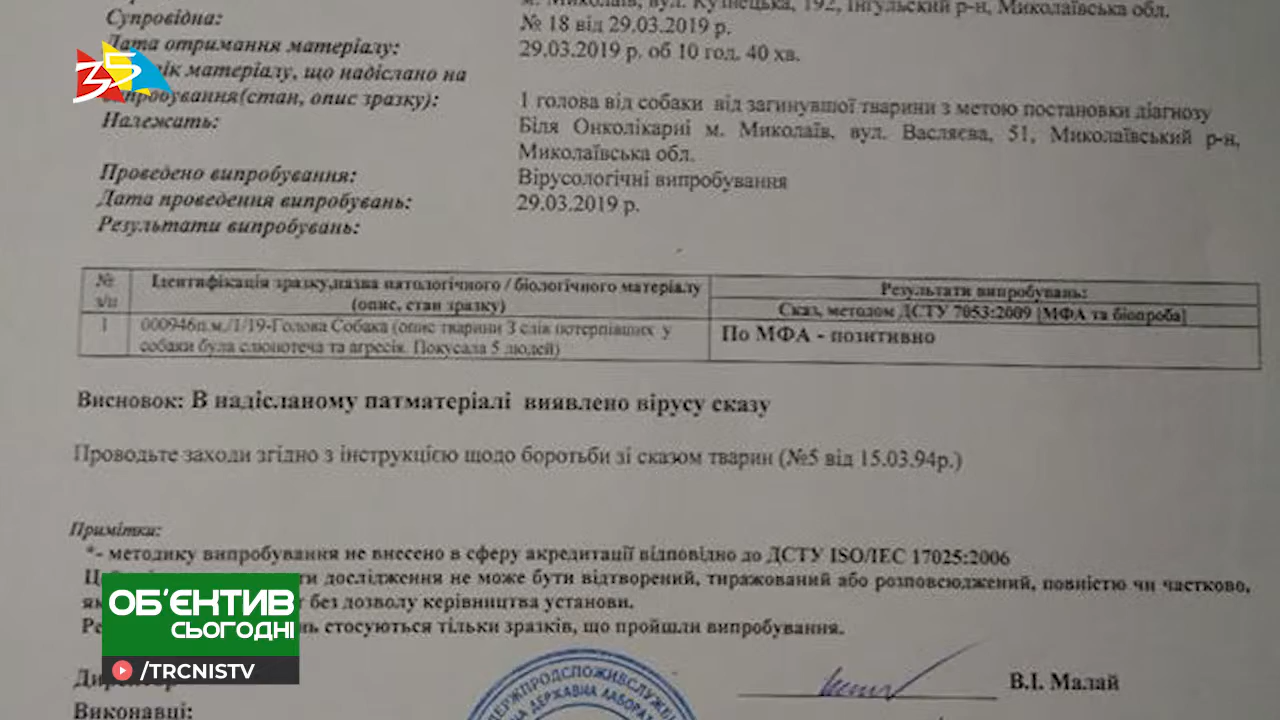 м. Миколаїв, вул. Кузнецька, 192, Інгульский р-н, Миколаївська обл.
Супровідна: № 18 від 29.03.2019 р.
Дата отримання матеріалу: 29.03.2019 р. об 10 год. 40 хв.
матеріалу, що надіслано на
випробування(стан, опис зразку): 1 голова від собаки від загинувшої тварини з метою постановки діагнозу
Належать: Біля Онколікарні м. Миколаїв, вул. Васляєва, 51, Миколаївський р-н,
Миколаївська обл.
Проведено випробування: Вірусологічні випробування
Дата проведення випробувань: 29.03.2019 р.
Результати випробувань:
№ з/п
Ідентифікація зразку,назва патологічного / біологічного матеріалу
(опис, стан зразку)
Результати випробувань:
Сказ, методом ДСТУ 7053:2009 [МФА та біопроба]
1
000946п.м./1/19-Голова Собака (опис тварини З слів потерпівших у
собаки була слюнотеча та агресія. Покусала 5 людей)
По МФА - позитивно
Висновок: В надісланому патматеріалі виявлено вірусу сказу
Проводьте заходи згідно з інструкцією щодо боротьби зі сказом тварин (№5 від 15.03.94р.)
Примітки:
*- методику випробування не внесено в сферу акредитації відповідно до ДСТУ ISO/IEC 17025:2006
дослідження не може бути відтворений, тиражований або розповсюджений, повністю чи частково,
без дозволу керівництва установи.
стосуються тільки зразків, що пройшли випробування.
Директор
В.І. Малай
Виконавці:
ДЕРЖПРОДСПОЖИВСЛУЖБ
ДЕРЖАВНА
35
ОБ'ЄКТИВ
СЬОГОДНІ
/TRCNISTV